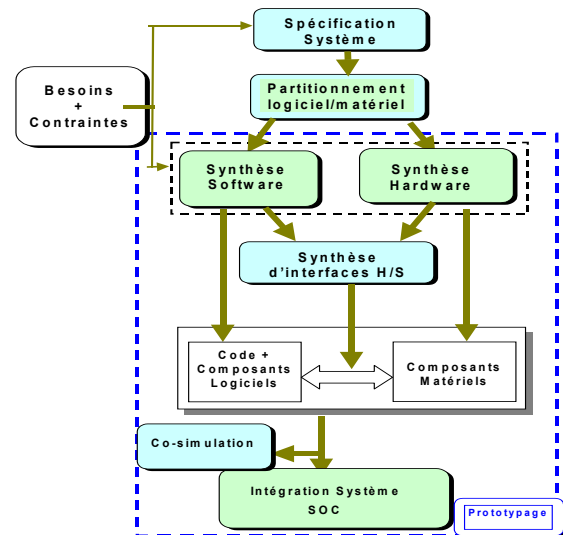 Spécification
Système
Besoins
+
Contraintes
Partitionnement
logiciel/matériel
Synthèse
Software
Synthèse
Hardware
Synthèse
d'interfaces H/S
Code +
Composants
Logiciels
Composants
Matériels
Co-simulation
Intégration Système
SOC
Prototypage